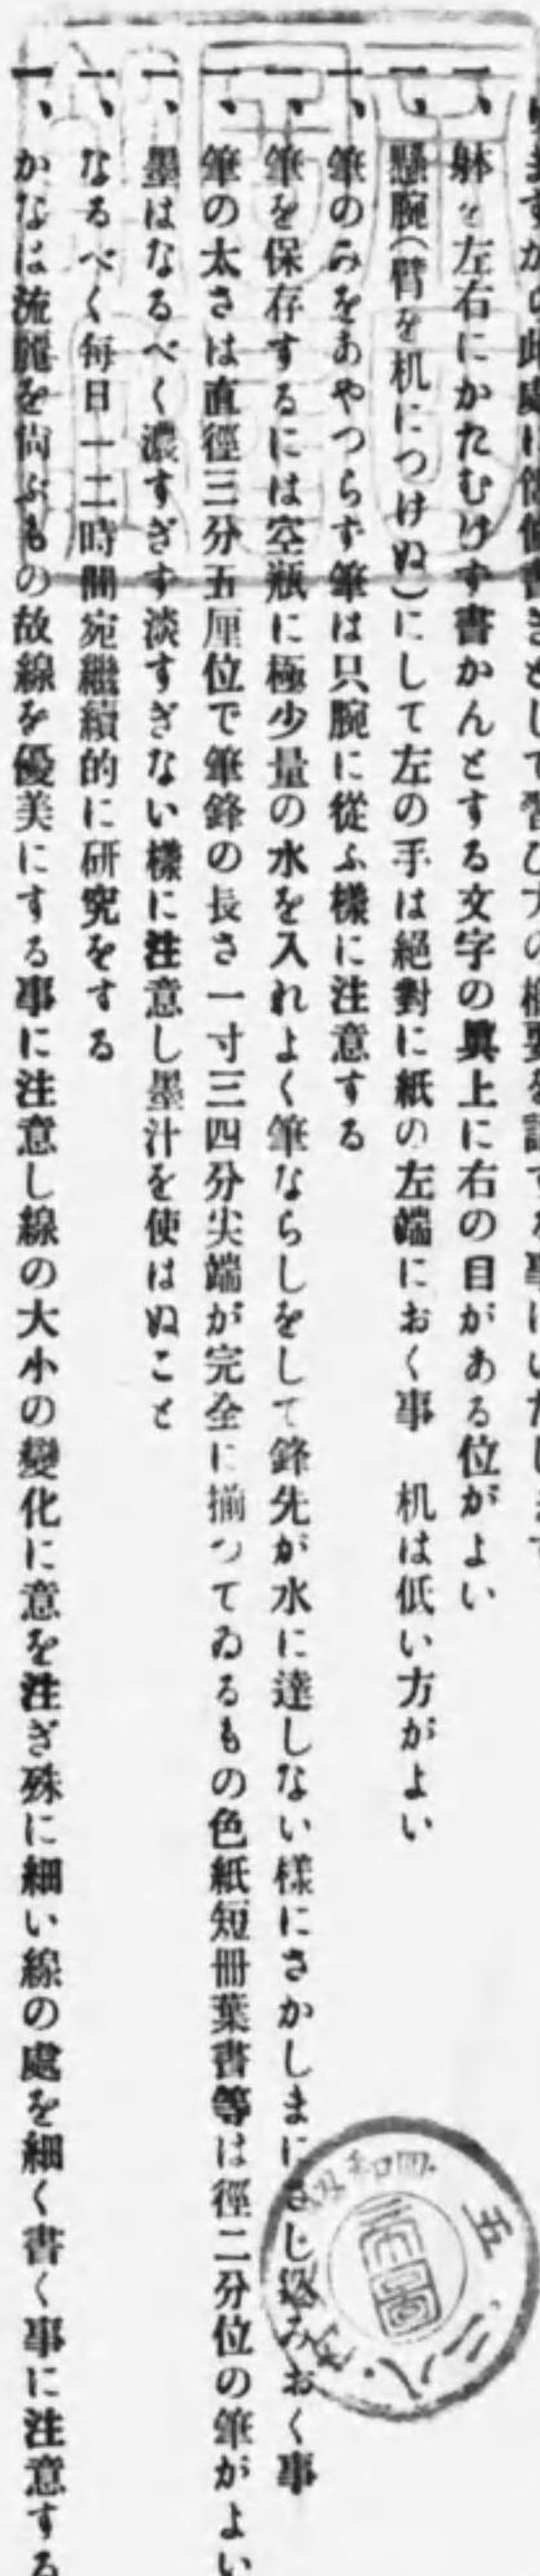 一、躰を左右にかたむけず書かんとする文字の眞上に右の目がある位がよい
一、懸腕(臂を机につけぬ)にして左の手は絕對に紙の左端におく事　机は低い方がよい
一、筆のみをあやつらず筆は只腕に從ふ樣に注意する
一、筆を保存するには空瓶に極少量の水を入れよく筆ならしをして鋒先が水に達しない樣にさかしまにさし込みおく事
一、筆の太さは直徑三分五厘位で筆鋒の長さ一寸三四分尖端が完全に揃つてゐるもの色紙短冊葉書等は徑二分位の筆がよい
一、墨はなるべく濃すぎず淡すぎない樣に注意し墨汁を使はぬこと
一、なるべく每日一二時間宛繼續的に硏究をする
一、かなは流麗を尙ぶもの故線を優美にする事に注意し線の大小の變化に意を注ぎ殊に細い線の處を細く書く事に注意する